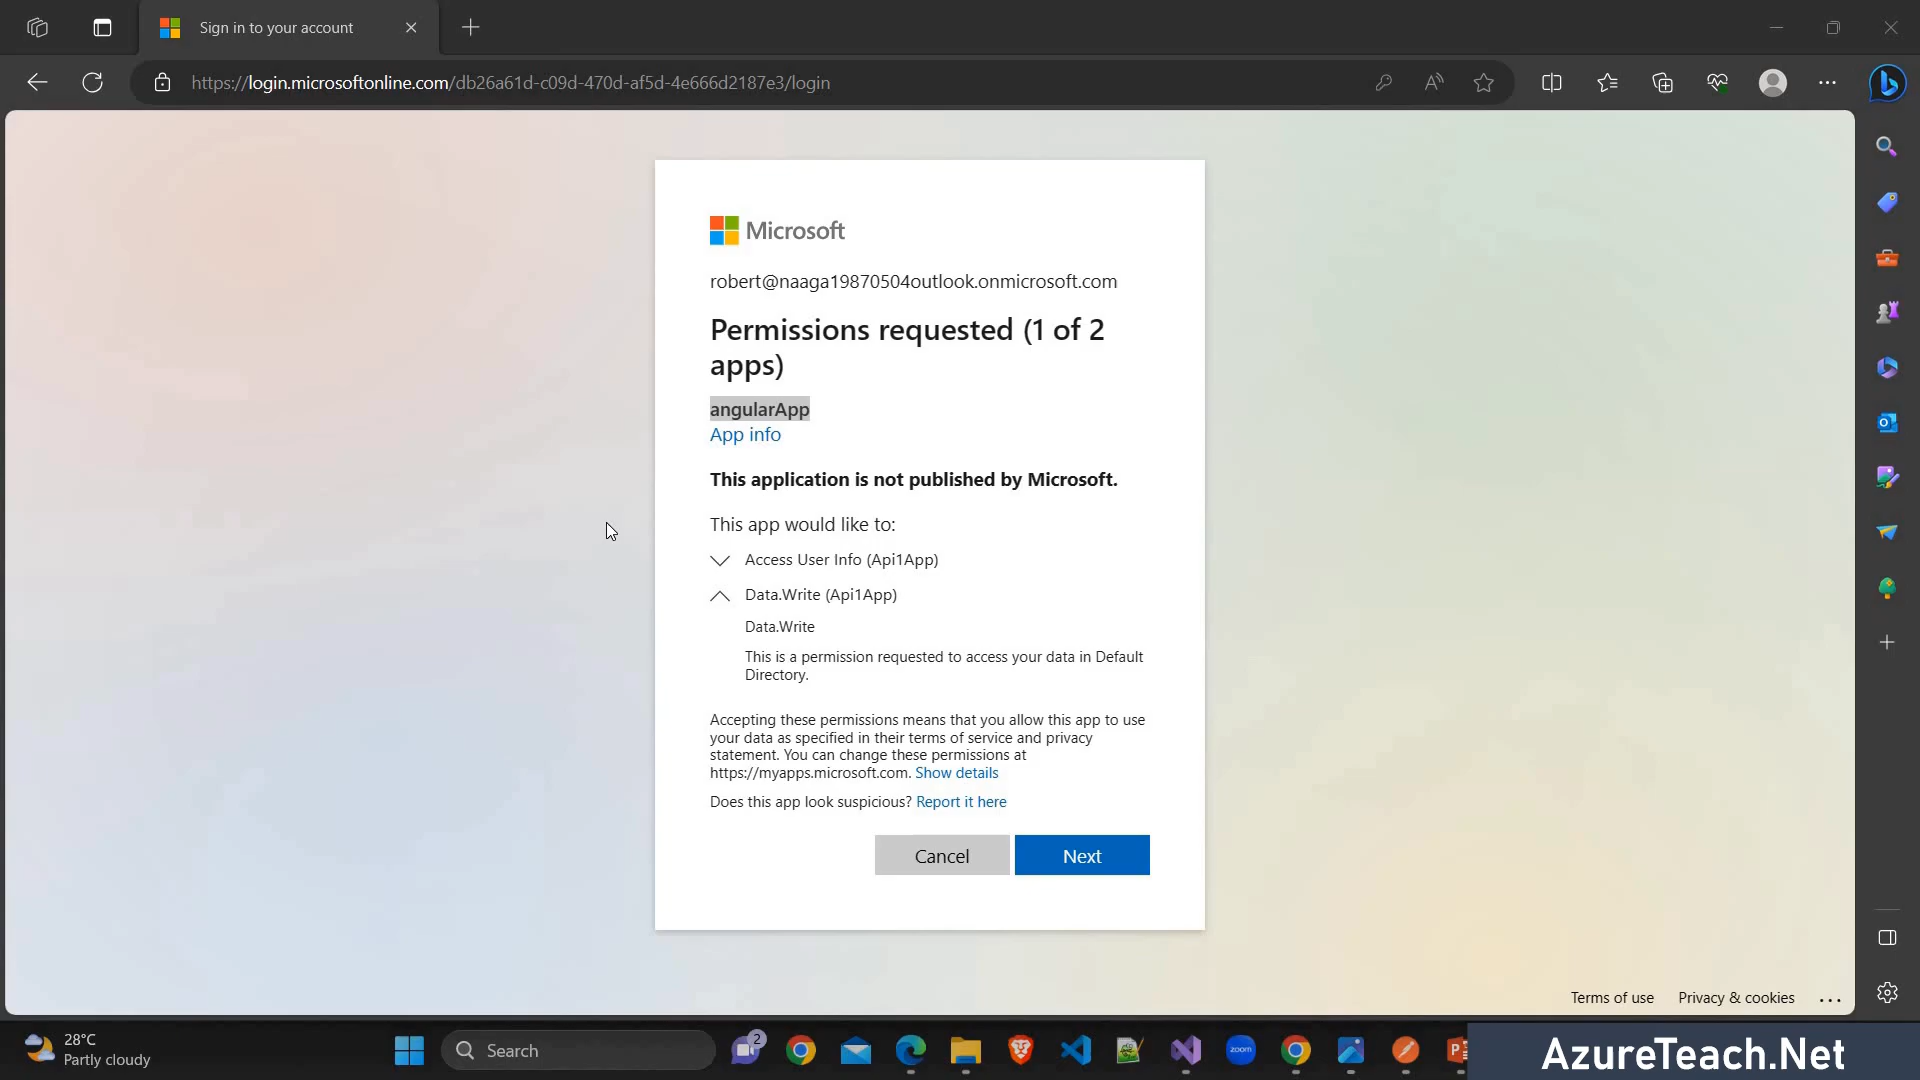 Sign in to your account
https://login.microsoftonline.com/db26a61d-c09d-470d-af5d-4e666d2187e3/login
Microsoft
robert@naaga19870504outlook.onmicrosoft.com
Permissions requested (1 of 2
apps)
angularApp
App info
This application is not published by Microsoft.
This app would like to:
Access User Info (Api1App)
Data.Write (Api1App)
Data.Write
This is a permission requested to access your data in Default
Directory.
Accepting these permissions means that you allow this app to use
your data as specified in their terms of service and privacy
statement. You can change these permissions at
https://myapps.microsoft.com. Show details
Does this app look suspicious? Report it here
Cancel
Next
Terms of use
Privacy & cookies
28°C
Partly cloudy
Search
2
zoom
AzureTeach.Net